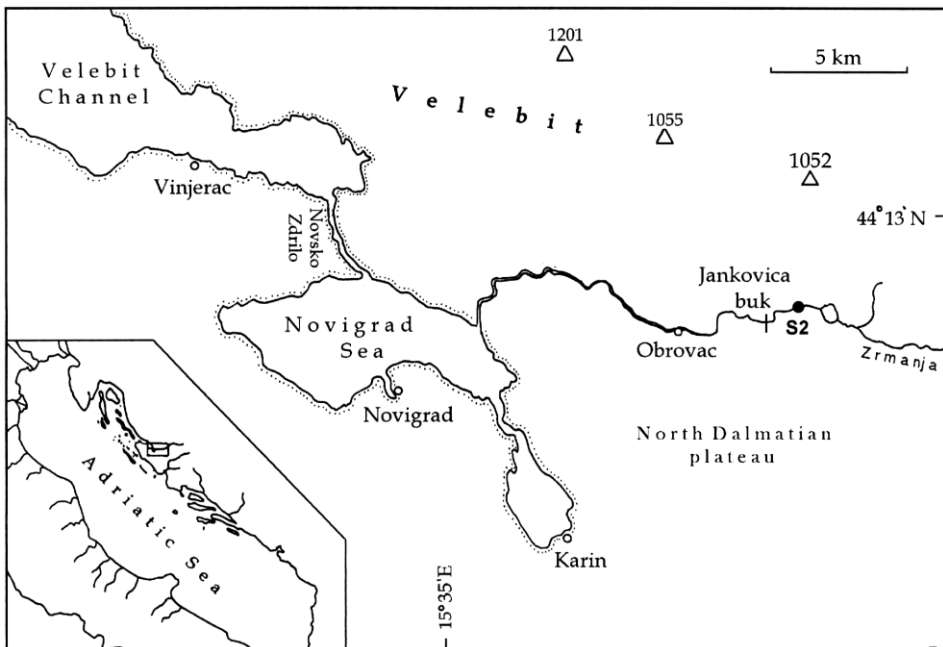 1201
5 km
Velebit
Channel
Velebit
1055
1052
Vinjerac
44°13'N
Novsko
Zdrilo
Jankovica
buk
S2
Novigrad
Sea
Obrovac
Zrmanja
Novigrad
North Dalmatian
plateau
Adriatic Sea
Karin
15°35'E